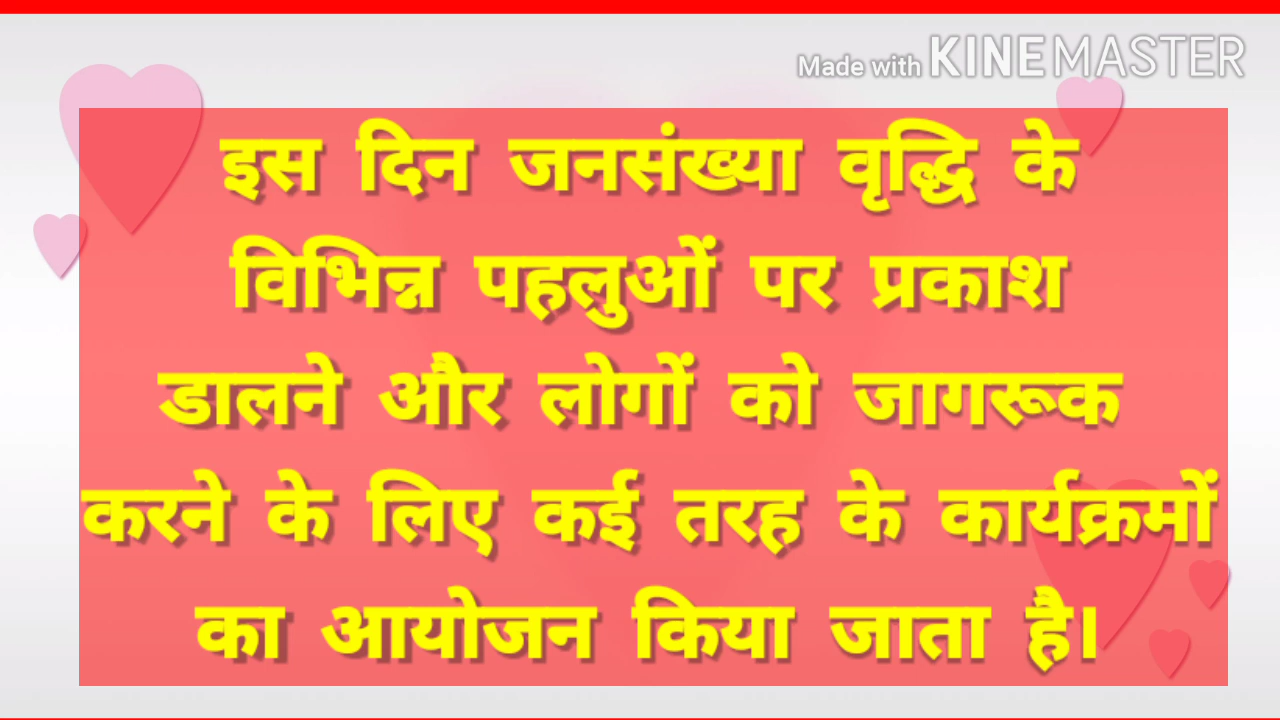 Made with KINEMASTER
इस दिन जनसंख्या वृद्धि के
विभिन्न पहलुओं पर प्रकाश
डालने और लोगों को जागरूक
करने के लिए कई तरह के कार्यक्रमों
का आयोजन किया जाता है।